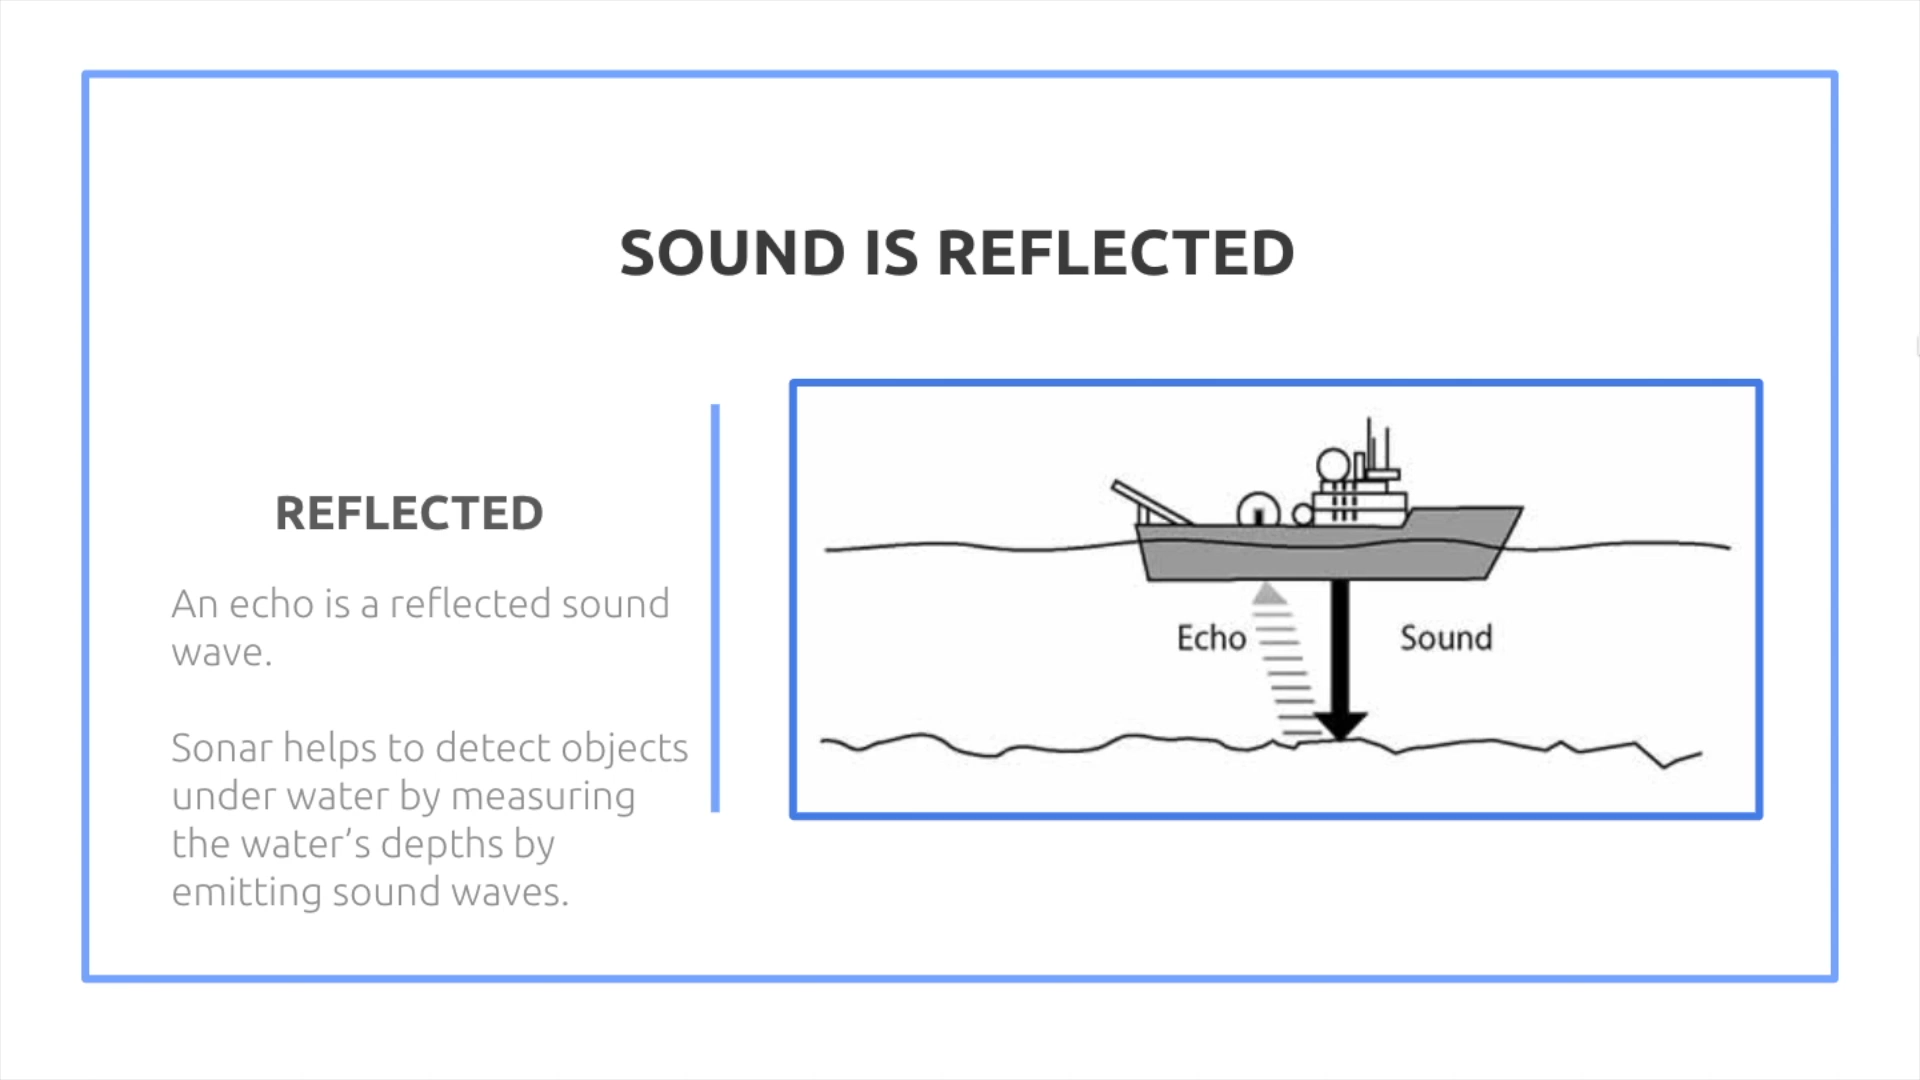 SOUND IS REFLECTED
REFLECTED
An echo is a reflected sound
wave.
Sonar helps to detect objects
under water by measuring
the water’s depths by
emitting sound waves.
Echo
Sound